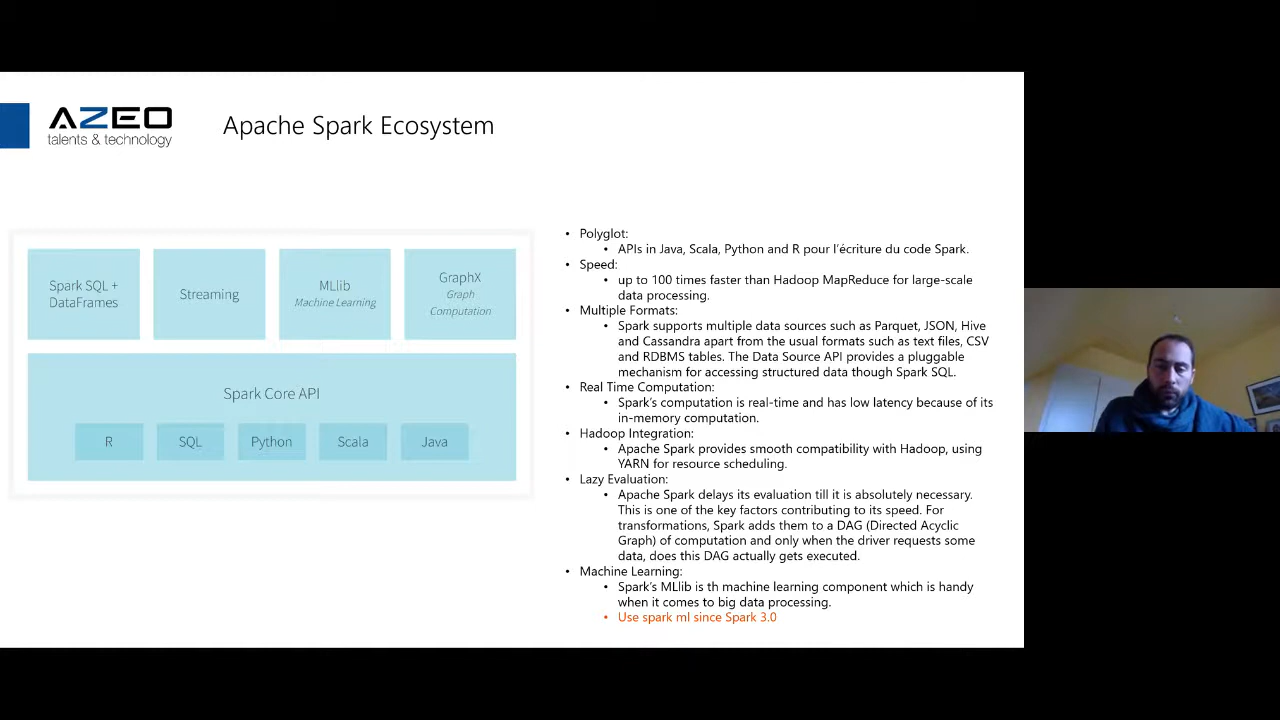 AZEO
talents & technology
Apache Spark Ecosystem
Spark SQL +
DataFrames
Streaming
MLlib
Machine Learning
GraphX
Graph
Computation
Spark Core API
R
SQL
Python
Scala
Java
• Polyglot:
• APIs in Java, Scala, Python and R pour l'écriture du code Spark.
• Speed:
• up to 100 times faster than Hadoop MapReduce for large-scale
data processing.
• Multiple Formats:
• Spark supports multiple data sources such as Parquet, JSON, Hive
and Cassandra apart from the usual formats such as text files, CSV
and RDBMS tables. The Data Source API provides a pluggable
mechanism for accessing structured data though Spark SQL.
• Real Time Computation:
• Spark's computation is real-time and has low latency because of its
in-memory computation.
• Hadoop Integration:
• Apache Spark provides smooth compatibility with Hadoop, using
YARN for resource scheduling.
• Lazy Evaluation:
• Apache Spark delays its evaluation till it is absolutely necessary.
This is one of the key factors contributing to its speed. For
transformations, Spark adds them to a DAG (Directed Acyclic
Graph) of computation and only when the driver requests some
data, does this DAG actually gets executed.
• Machine Learning:
• Spark's MLlib is th machine learning component which is handy
when it comes to big data processing.
• Use spark ml since Spark 3.0